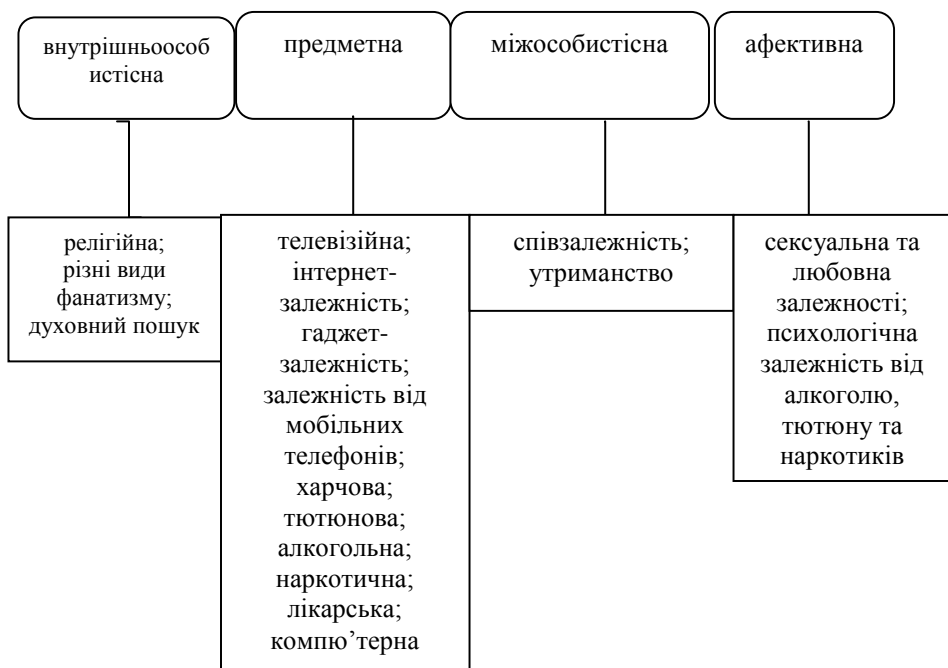 внутрішньоособ
истісна
предметна
міжособистісна
афективна
релігійна;
різні види
фанатизму;
духовний пошук
телевізійна;
інтернет-
залежність;
гаджет-
залежність;
залежність від
мобільних
телефонів;
харчова;
тютюнова;
алкогольна;
наркотична;
лікарська;
компю’терна
співзалежність;
утриманство
сексуальна та
любовна
залежності;
психологічна
залежність від
алкоголю,
тютюну та
наркотиків